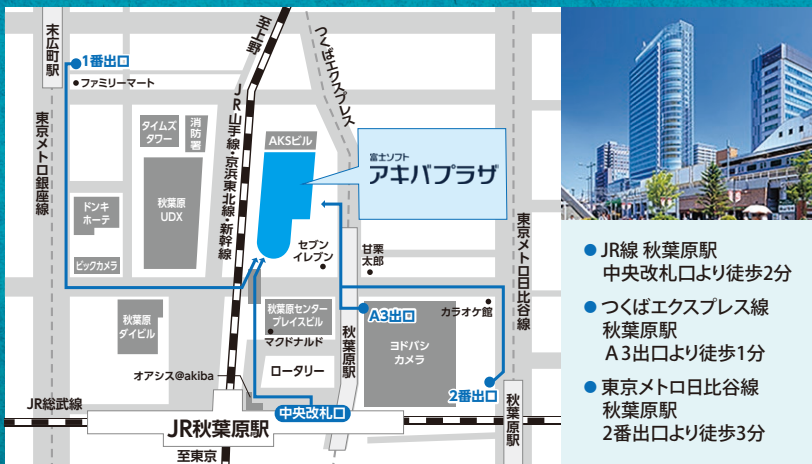 末広町駅
1番出口
ファミリーマート
至上野
つくばエクスプレス
JR山手線・京浜東北線・新幹線
東京メトロ銀座線
タイムズ
タワー
消防署
AKSビル
富士ソフト
アキバプラザ
ドンキ
ホーテ
秋葉原
UDX
ビックカメラ
セブン
イレブン
甘栗
太郎
東京メトロ日比谷線
秋葉原
ダイビル
秋葉原センター
プレイスビル
マクドナルド
A3出口
カラオケ館
秋葉原駅
ヨドバシ
カメラ
ロータリー
オアシス@akiba
2番出口
JR総武線
中央改札口
秋葉原駅
JR秋葉原駅
至東京
●JR線 秋葉原駅
中央改札口より徒歩2分
●つくばエクスプレス線
秋葉原駅
A3出口より徒歩1分
●東京メトロ日比谷線
秋葉原駅
2番出口より徒歩3分